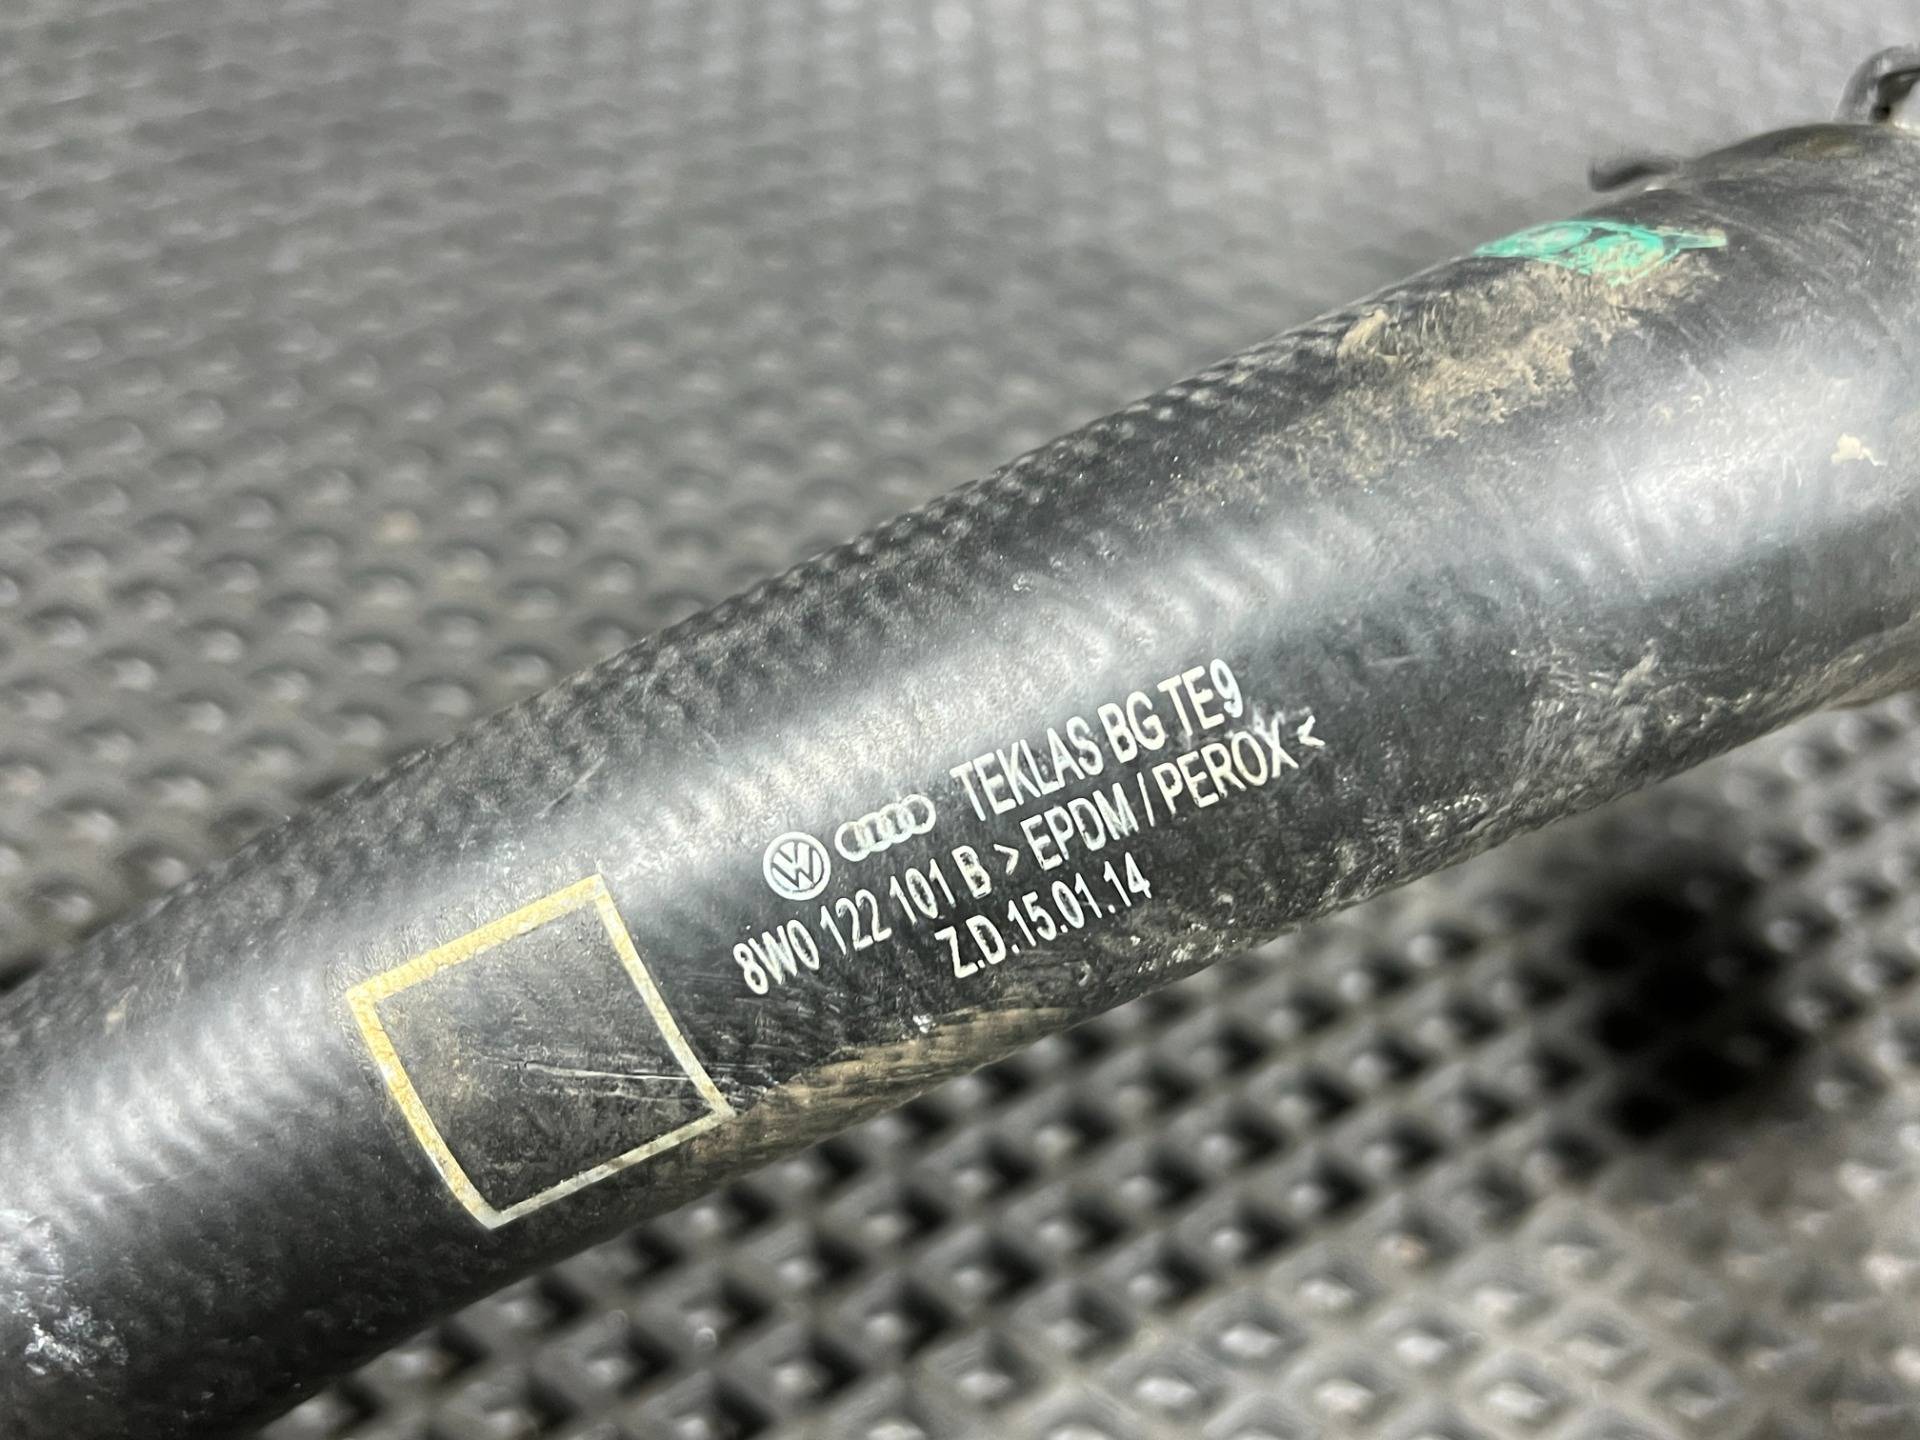 TEKLAS BG TE9
8W0 122 101 B > EPDM / PEROX <
Z.D.15.01.14